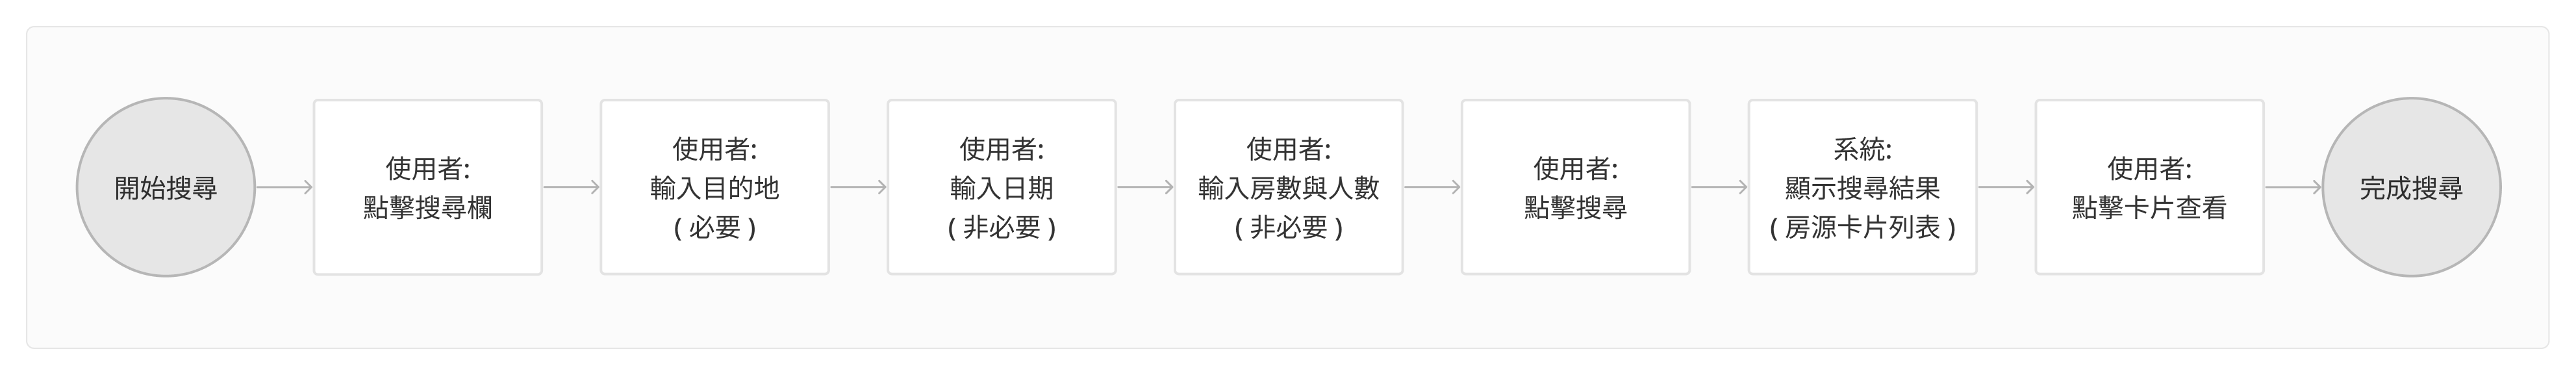 開始搜尋
使用者:
點擊搜尋欄
使用者:
輸入目的地
( 必要 )
使用者:
輸入日期
( 非必要 )
使用者:
輸入房數與人數
( 非必要 )
使用者:
點擊搜尋
系統:
顯示搜尋結果
( 房源卡片列表 )
使用者:
點擊卡片查看
完成搜尋